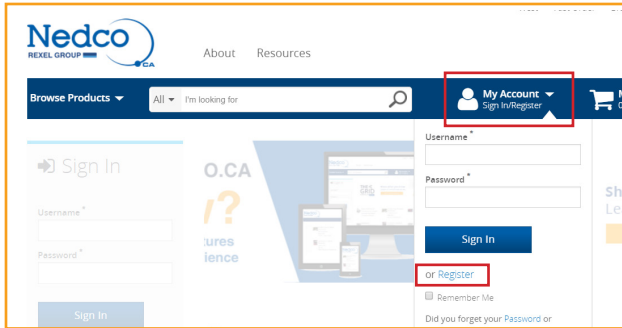 Nedco
REXEL GROUP
.CA
About Resources
Browse Products
All I'm looking for
My Account
Sign In/Register
Sign In
Username *
Password *
Sign In
O.CA
?
tures
ience
Username *
Password *
Sign In
or Register
Remember Me
Did you forget your Password or
Sh
Le